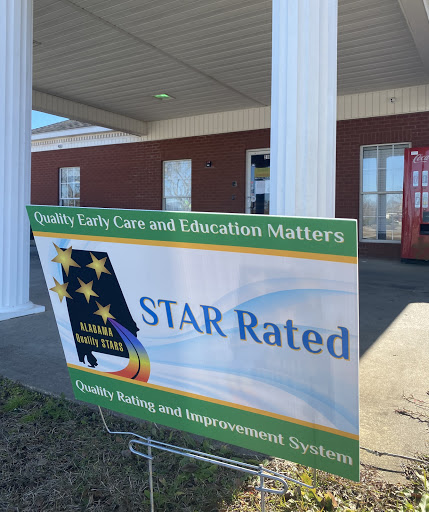 Quality Early Care and Education Matters
ALABAMA
Quality STARS
STAR Rated
Quality Rating and Improvement System